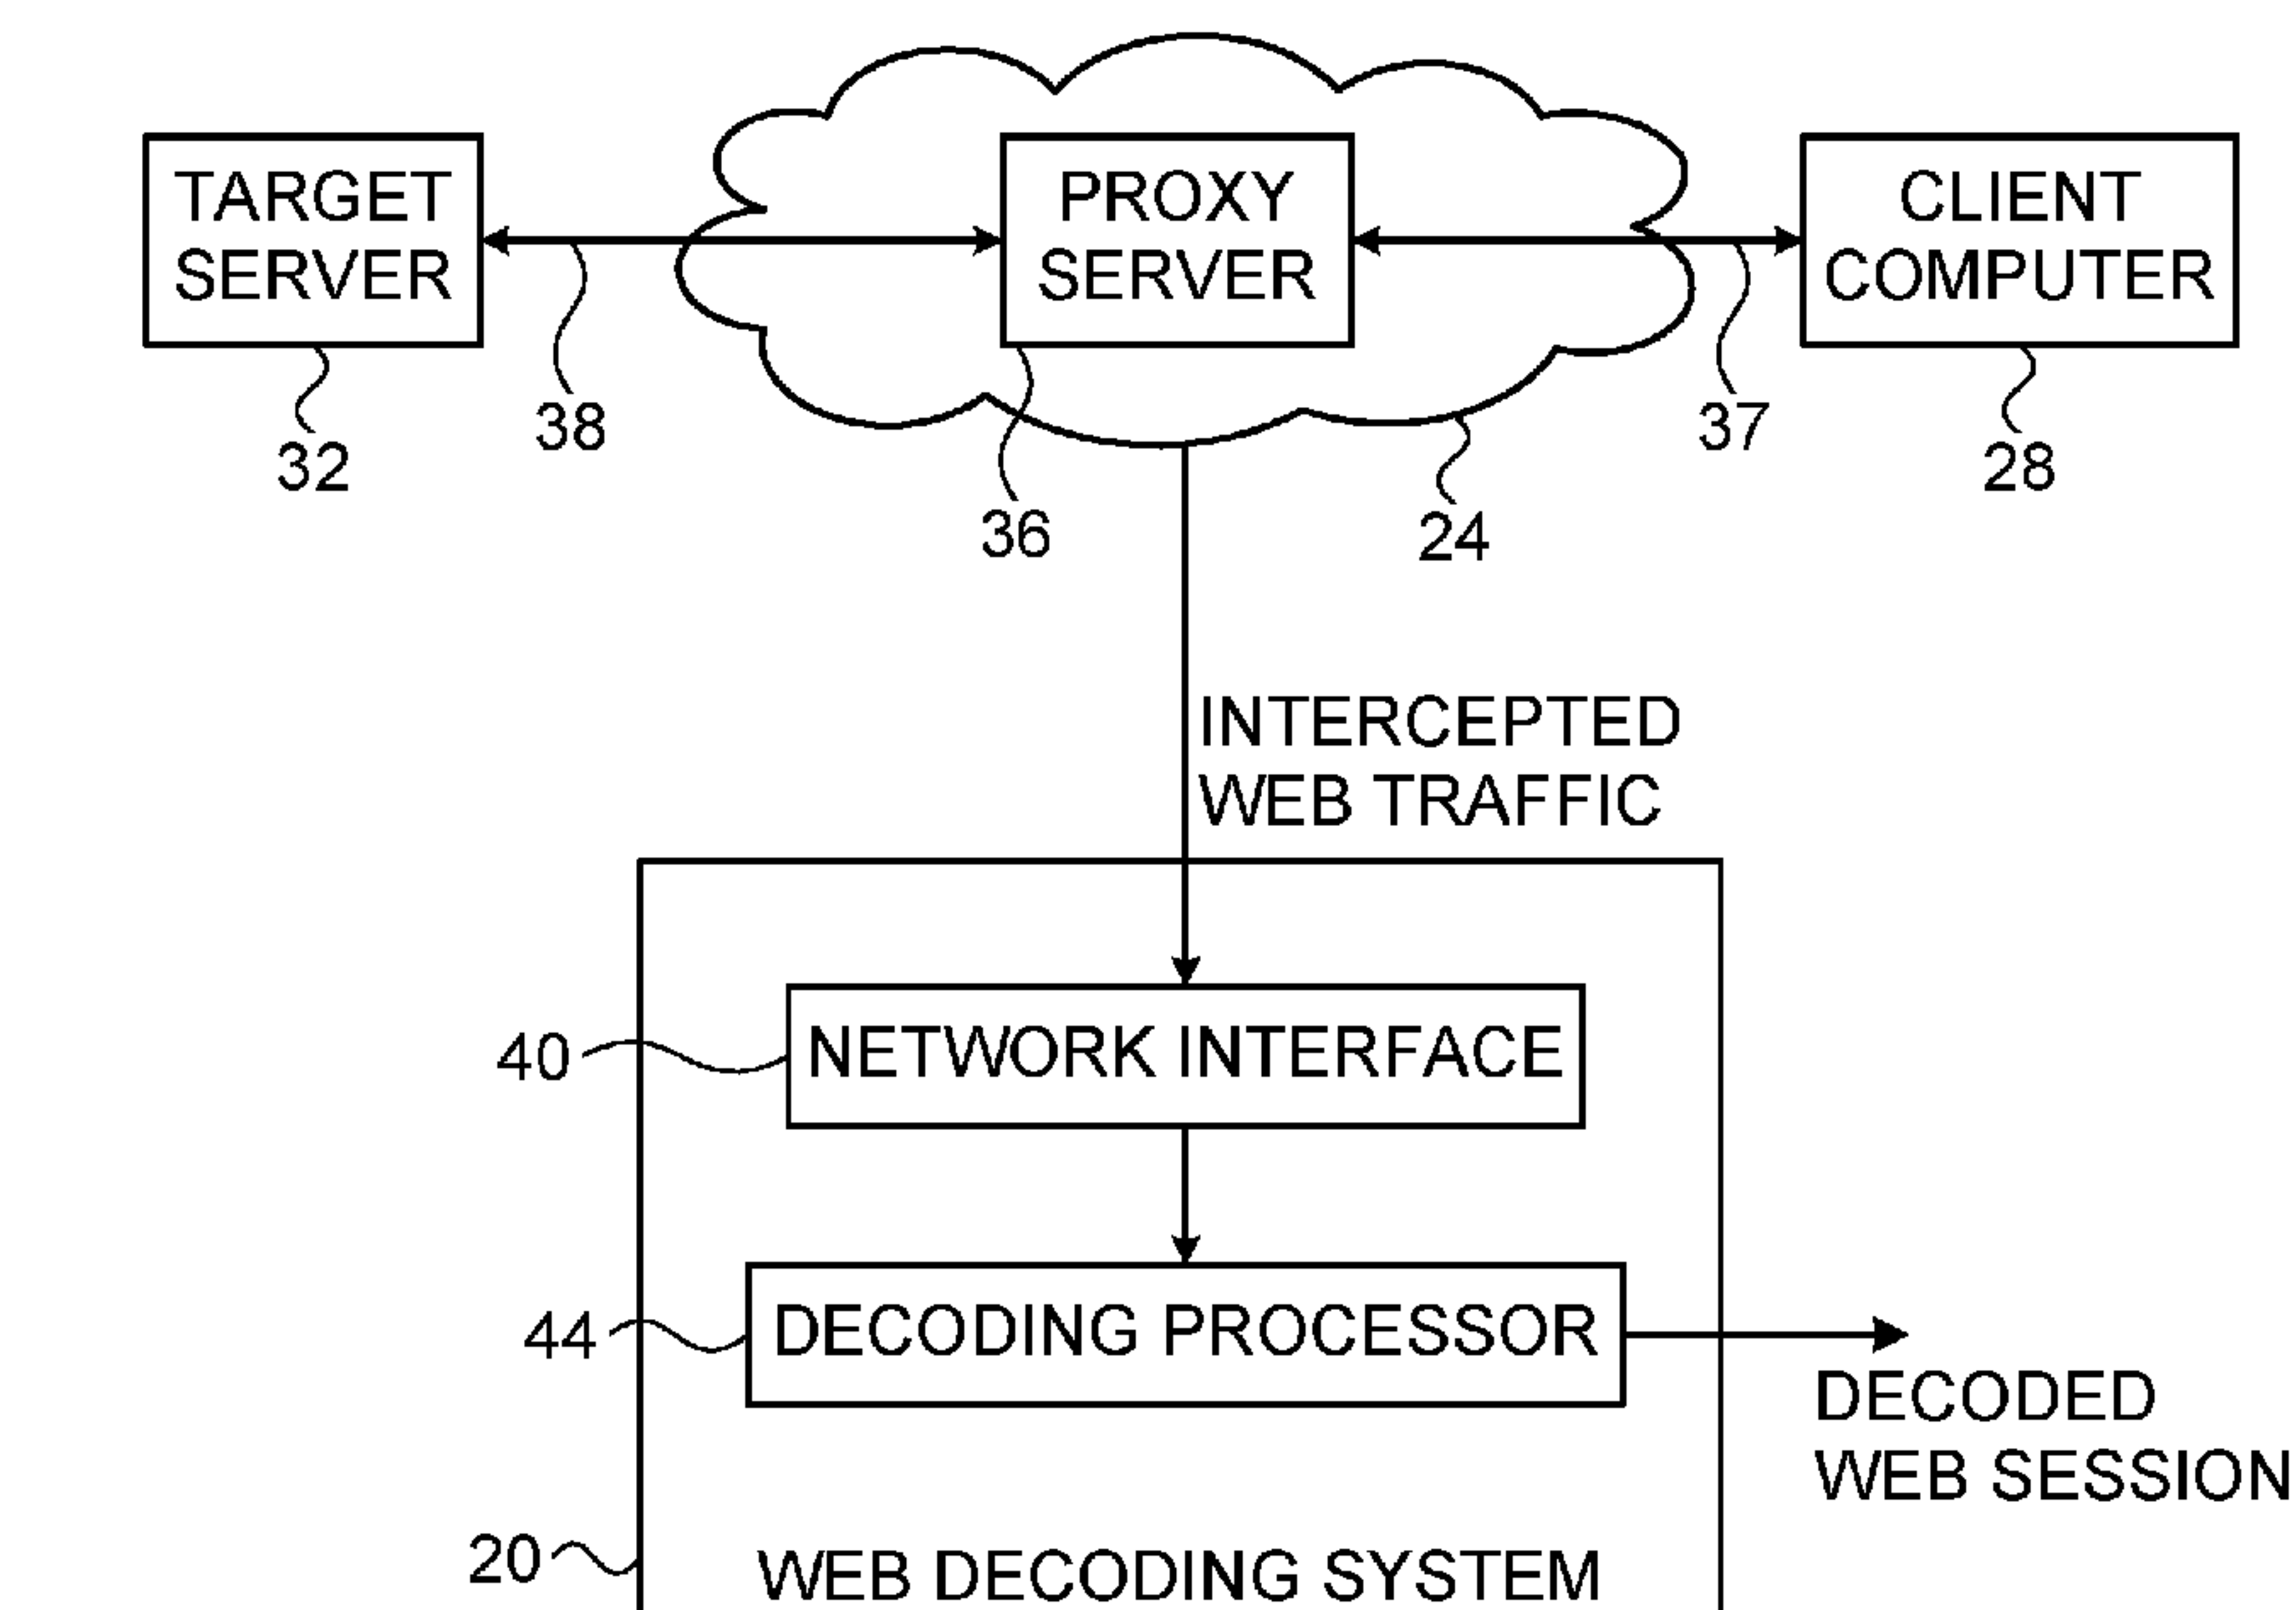 TARGET
SERVER
PROXY
SERVER
CLIENT
COMPUTER
38
37
32
28
36
24
INTERCEPTED
WEB TRAFFIC
40
NETWORK INTERFACE
44
DECODING PROCESSOR
DECODED
WEB SESSION
20
WEB DECODING SYSTEM